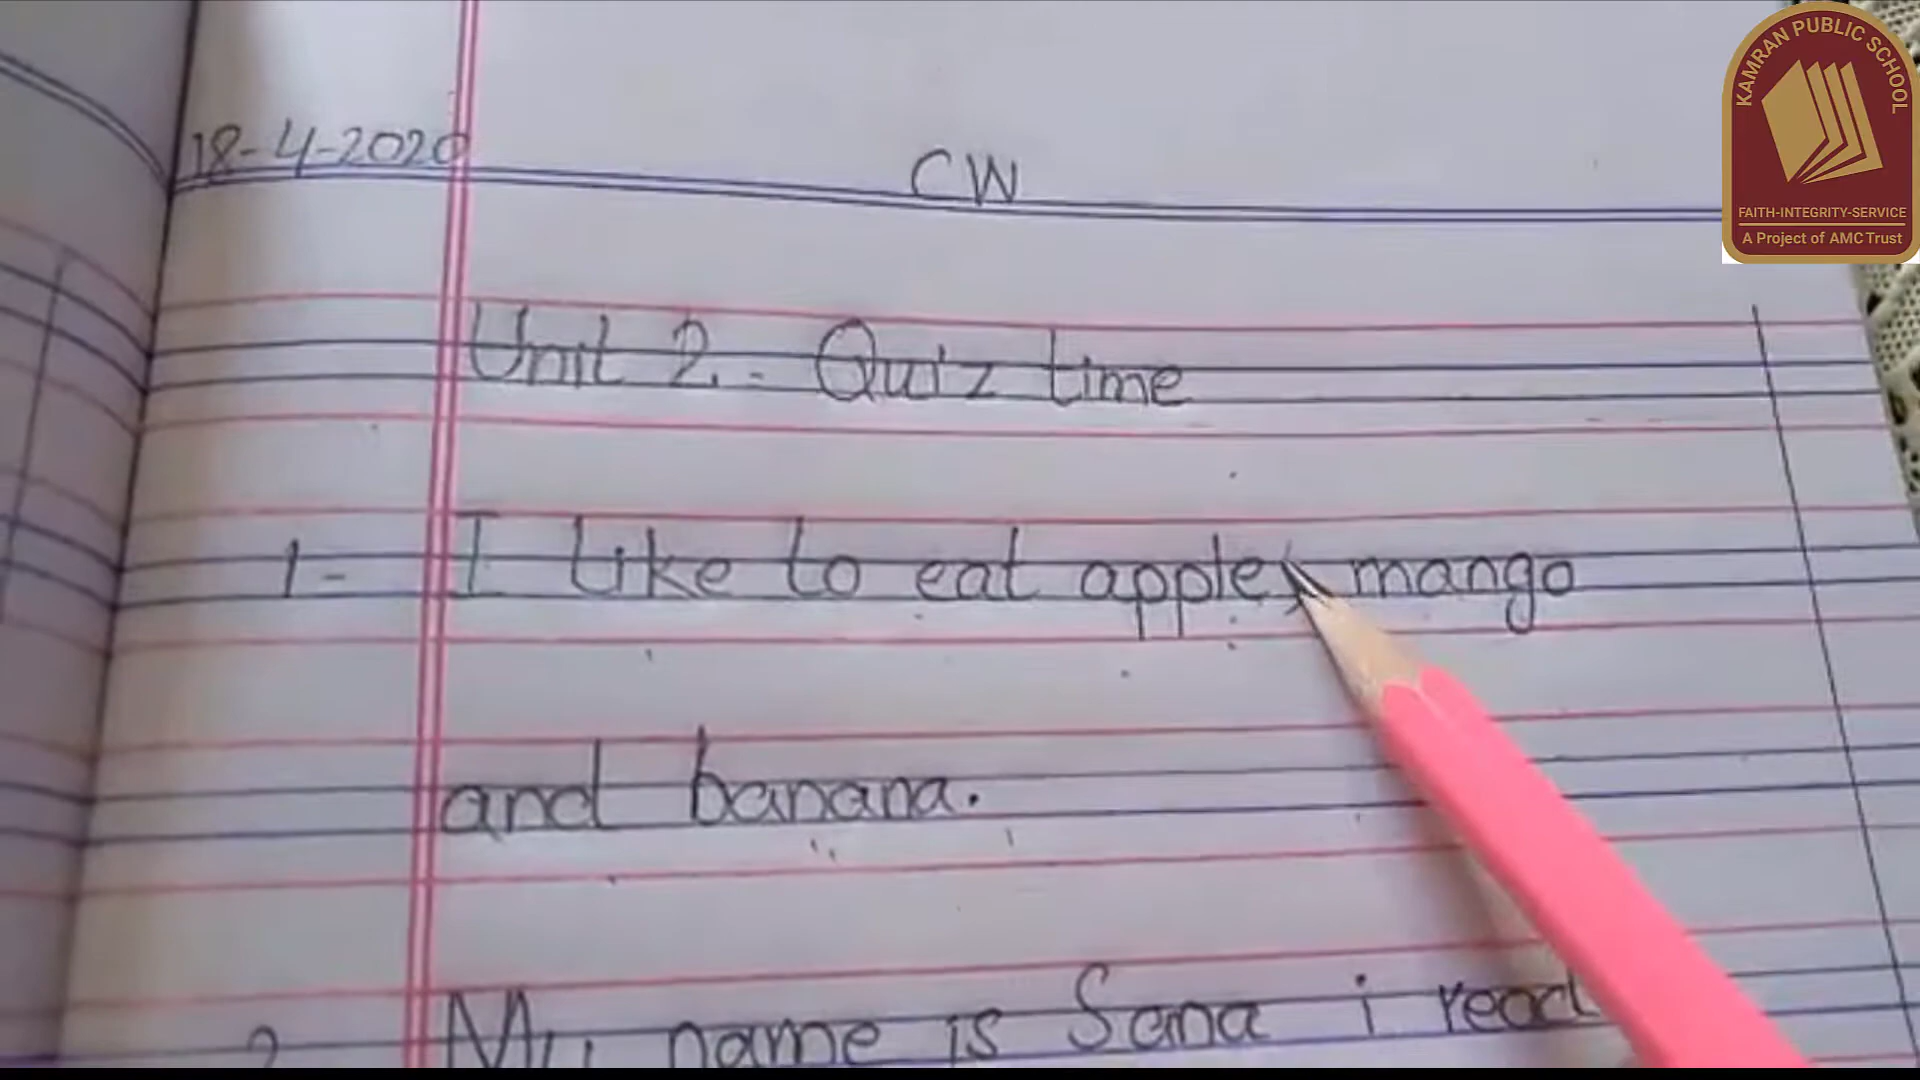 KAMRAN PUBLIC SCHOOL
FAITH-INTEGRITY-SERVICE
A Project of AMC Trust
18-4-2020
CW
Unit 2. - Quiz time
1- I like to eat apple, mango
and banana.
2 My name is Sana i read